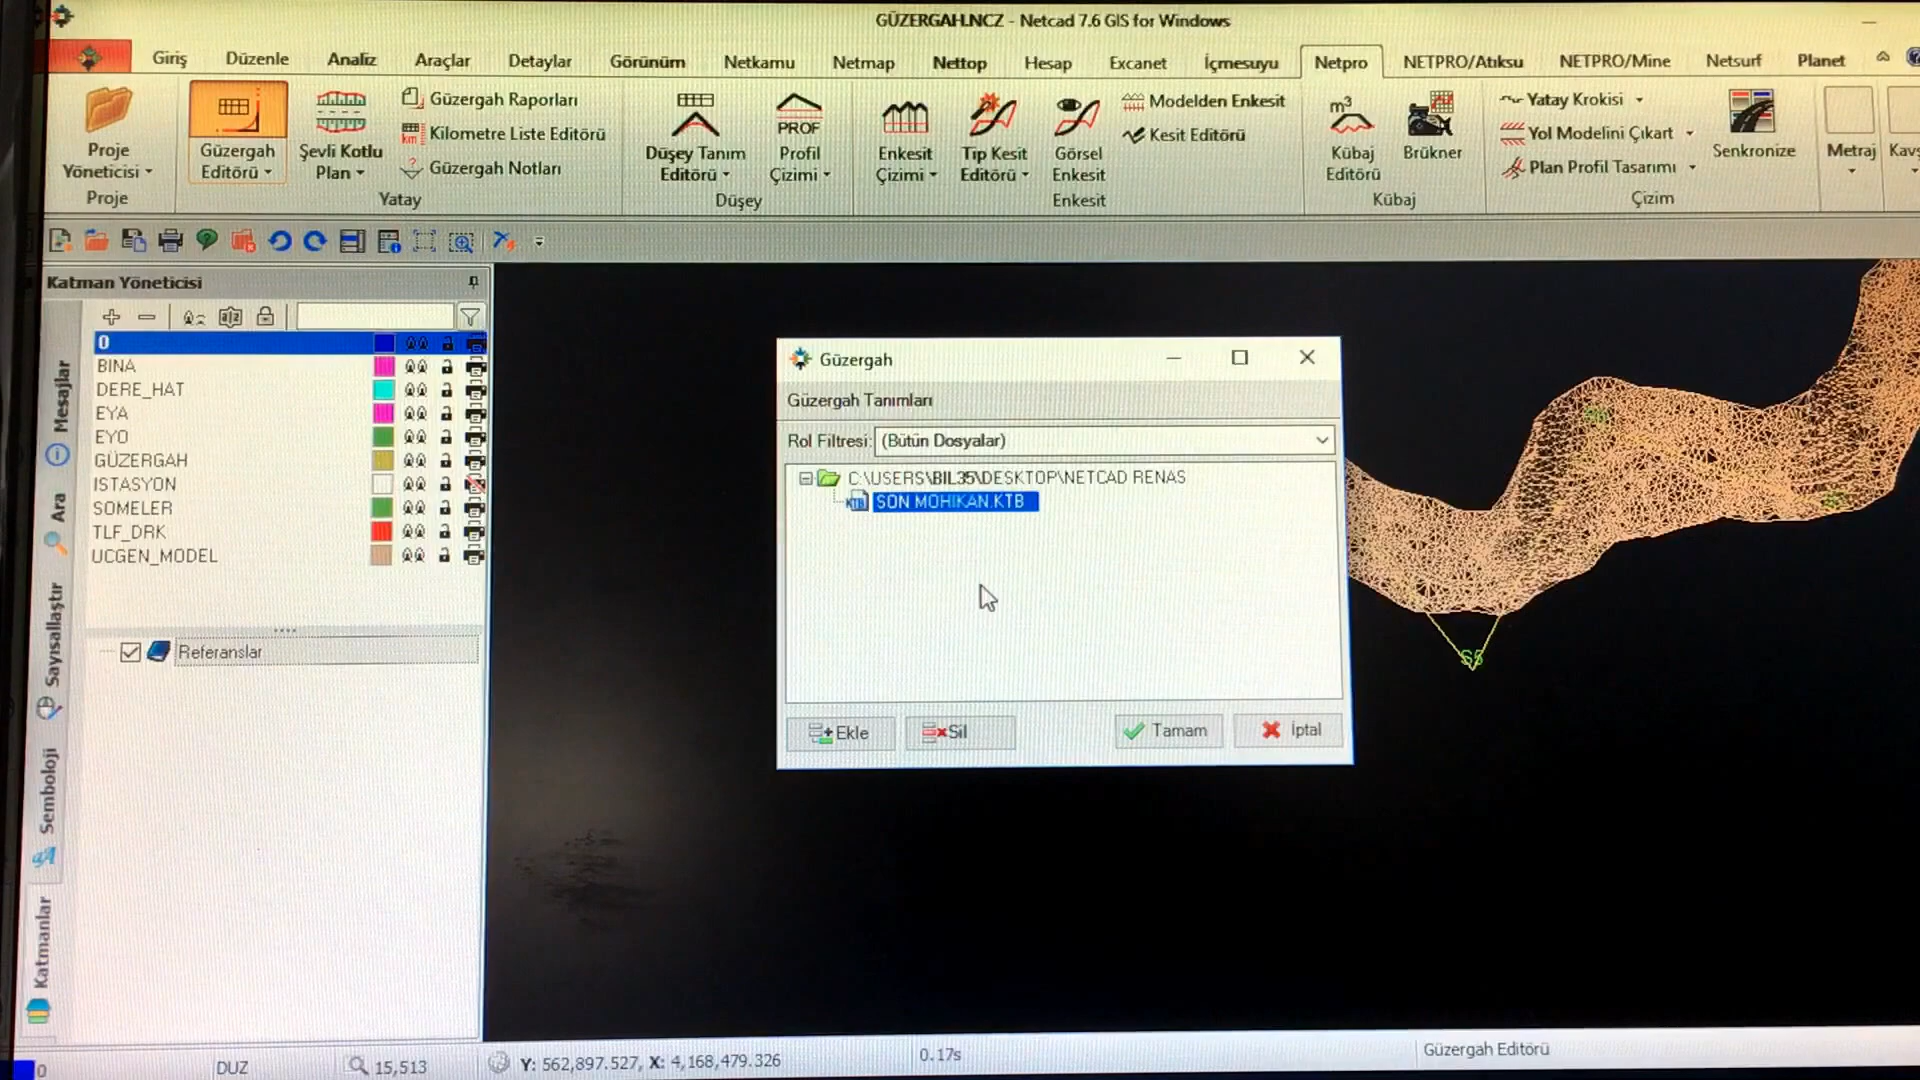 GÜZERGAH.NCZ - Netcad 7.6 GIS for Windows
Giriş Düzenle Analiz Araçlar Detaylar Görünüm Netkamu Netmap Nettop Hesap Excanet İçmesuyu Netpro NETPRO/Atıksu NETPRO/Mine Netsurf Planet
Proje Yöneticisi
Proje
Güzergah Editörü
Şevli Kotlu Plan
Güzergah Raporları
Kilometre Liste Editörü
Güzergah Notları
Yatay
Düşey Tanım Editörü
PROF
Profil Çizimi
Düşey
Enkesit Çizimi
Tip Kesit Editörü
Görsel Enkesit
Modelden Enkesit
Kesit Editörü
Enkesit
m³
Kübaj Editörü
Brükner
Kübaj
Yatay Krokisi
Yol Modelini Çıkart
Plan Profil Tasarımı
Senkronize
Çizim
Metraj
Katman Yöneticisi
0
BINA
DERE_HAT
EYA
EYO
GÜZERGAH
ISTASYON
SOMELER
TLF_DRK
UCGEN_MODEL
Referanslar
Mesajlar
Ara
Sayısallaştır
Semboloji
Katmanlar
Güzergah
Güzergah Tanımları
Rol Filtresi: (Bütün Dosyalar)
C:\USERS\BIL35\DESKTOP\NETCAD RENAS
KTB SON MOHIKAN.KTB
Ekle Sil Tamam İptal
S5
0 DUZ 15,513 Y: 562,897.527, X: 4,168,479.326 0.17s Güzergah Editörü